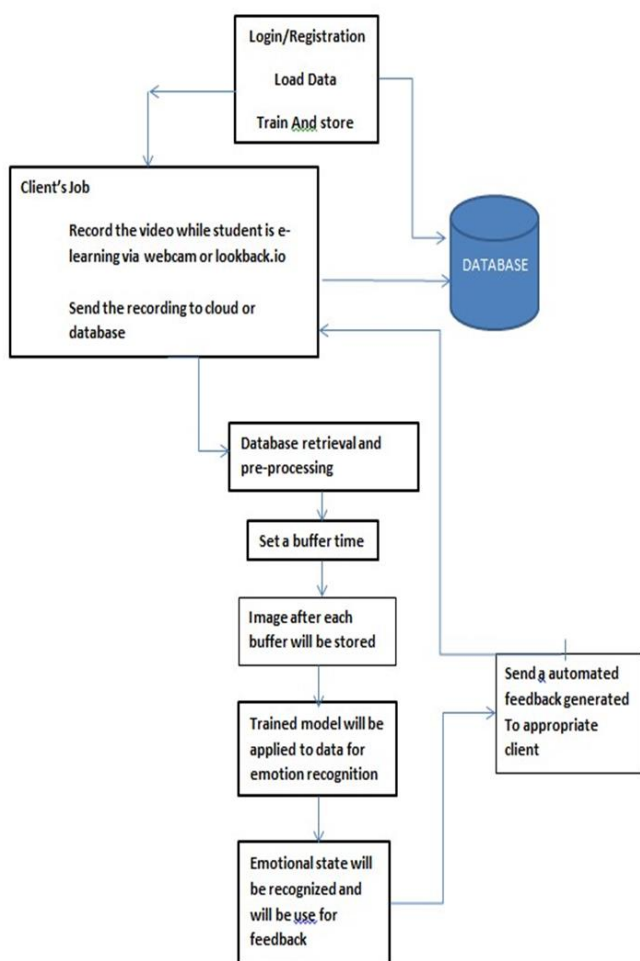 Login/Registration
Load Data
Train And store
Client's Job
Record the video while student is e-
learning via webcam or lookback.io
Send the recording to cloud or
database
DATABASE
Database retrieval and
pre-processing
Set a buffer time
Image after each
buffer will be stored
Trained model will be
applied to data for
emotion recognition
Emotional state will
be recognized and
will be use for
feedback
Send a automated
feedback generated
To appropriate
client